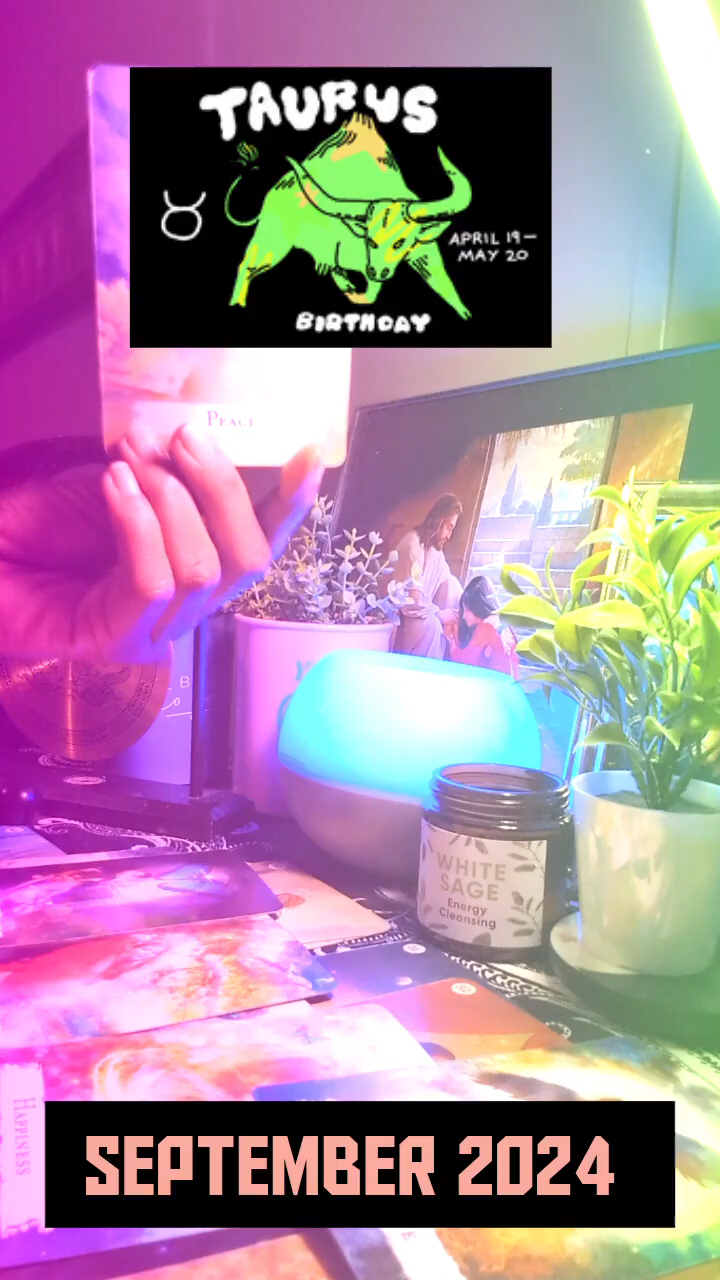 TAURUS
APRIL 19—
MAY 20
BIRTHDAY
PEACE
WHITE
SAGE
Energy
Cleansing
HAPPINESS
SEPTEMBER 2024